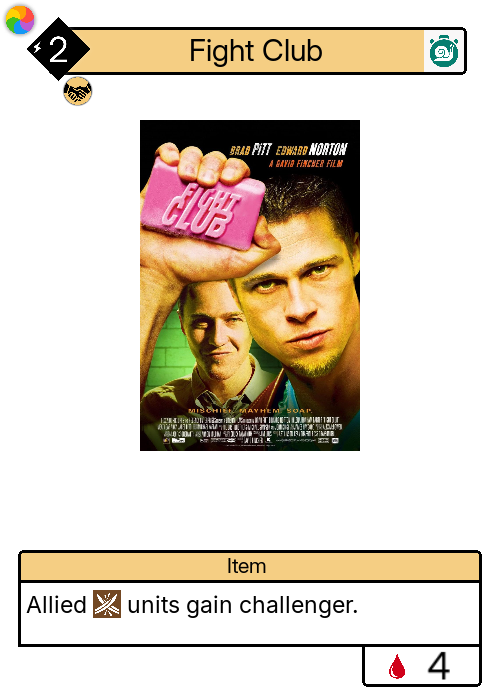 2
Fight Club
BRAD PITT EDWARD NORTON
A DAVID FINCHER FILM
FIGHT
CLUB
MISCHIEF. MAYHEM. SOAP.
Item
Allied units gain challenger.
4